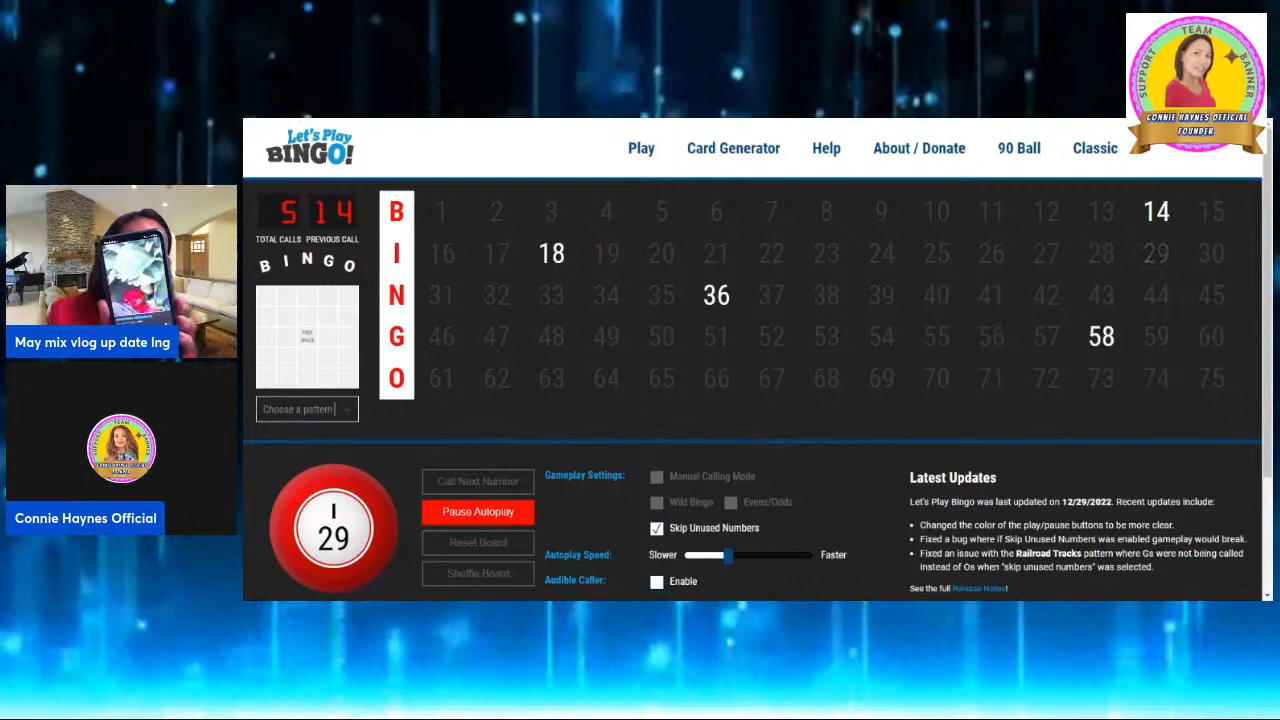 SUPPORT TEAM BANNER
CONNIE HAYNES OFFICIAL
FOUNDER
Let's Play
BINGO!
Play Card Generator Help About / Donate 90 Ball Classic
5 14
TOTAL CALLS PREVIOUS CALL
B I N G O
FREE
SPACE
Choose a pattern
B 1 2 3 4 5 6 7 8 9 10 11 12 13 14 15
I 16 17 18 19 20 21 22 23 24 25 26 27 28 29 30
N 31 32 33 34 35 36 37 38 39 40 41 42 43 44 45
G 46 47 48 49 50 51 52 53 54 55 56 57 58 59 60
O 61 62 63 64 65 66 67 68 69 70 71 72 73 74 75
May mix vlog up date lng
Connie Haynes Official
I
29
Call Next Number
Pause Autoplay
Reset Board
Shuffle Board
Gameplay Settings:
Manual Calling Mode
Wild Bingo Evens/Odds
Skip Unused Numbers
Autoplay Speed: Slower Faster
Audible Caller: Enable
Latest Updates
Let's Play Bingo was last updated on 12/29/2022. Recent updates include:
Changed the color of the play/pause buttons to be more clear.
Fixed a bug where if Skip Unused Numbers was enabled gameplay would break.
Fixed an issue with the Railroad Tracks pattern where Gs were not being called
instead of Os when "skip unused numbers" was selected.
See the full Release Notes!